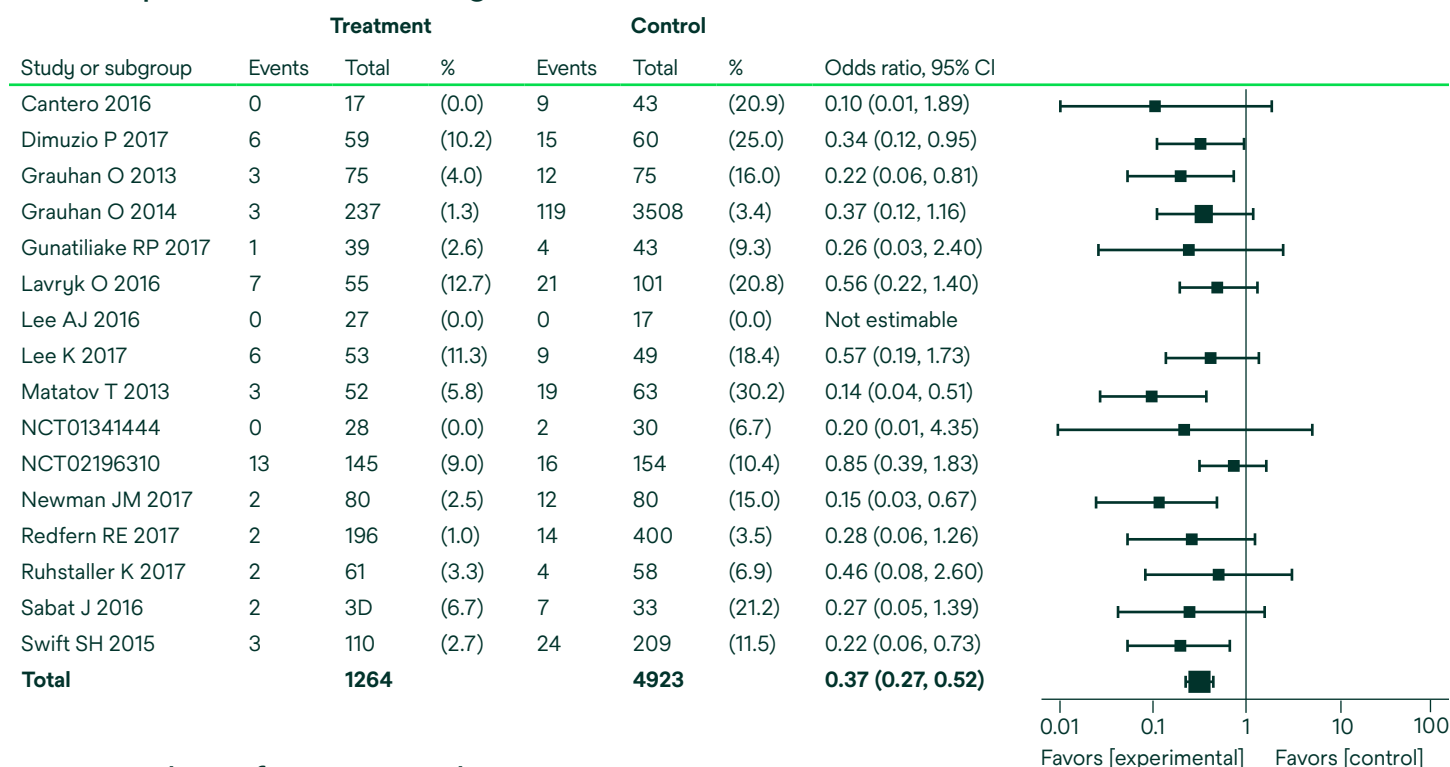 Treatment Control
Study or subgroup Events Total % Events Total % Odds ratio, 95% CI
Cantero 2016 0 17 (0.0) 9 43 (20.9) 0.10 (0.01, 1.89)
Dimuzio P 2017 6 59 (10.2) 15 60 (25.0) 0.34 (0.12, 0.95)
Grauhan O 2013 3 75 (4.0) 12 75 (16.0) 0.22 (0.06, 0.81)
Grauhan O 2014 3 237 (1.3) 119 3508 (3.4) 0.37 (0.12, 1.16)
Gunatiliake RP 2017 1 39 (2.6) 4 43 (9.3) 0.26 (0.03, 2.40)
Lavryk O 2016 7 55 (12.7) 21 101 (20.8) 0.56 (0.22, 1.40)
Lee AJ 2016 0 27 (0.0) 0 17 (0.0) Not estimable
Lee K 2017 6 53 (11.3) 9 49 (18.4) 0.57 (0.19, 1.73)
Matatov T 2013 3 52 (5.8) 19 63 (30.2) 0.14 (0.04, 0.51)
NCT01341444 0 28 (0.0) 2 30 (6.7) 0.20 (0.01, 4.35)
NCT02196310 13 145 (9.0) 16 154 (10.4) 0.85 (0.39, 1.83)
Newman JM 2017 2 80 (2.5) 12 80 (15.0) 0.15 (0.03, 0.67)
Redfern RE 2017 2 196 (1.0) 14 400 (3.5) 0.28 (0.06, 1.26)
Ruhstaller K 2017 2 61 (3.3) 4 58 (6.9) 0.46 (0.08, 2.60)
Sabat J 2016 2 3D (6.7) 7 33 (21.2) 0.27 (0.05, 1.39)
Swift SH 2015 3 110 (2.7) 24 209 (11.5) 0.22 (0.06, 0.73)
Total 1264 4923 0.37 (0.27, 0.52)
0.01 0.1 1 10 100
Favors [experimental] Favors [control]